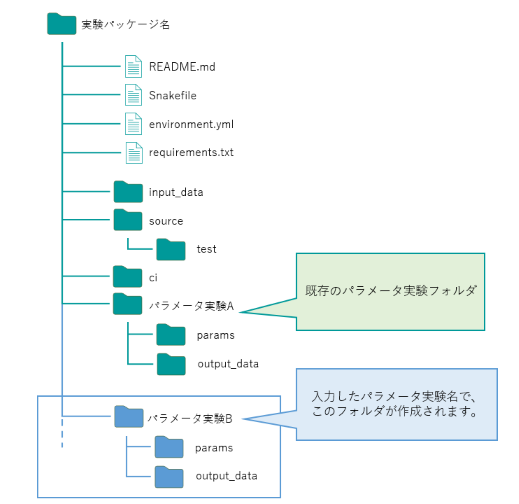 実験パッケージ名
README.md
Snakefile
environment.yml
requirements.txt
input_data
source
test
ci
パラメータ実験A
既存のパラメータ実験フォルダ
params
output_data
入力したパラメータ実験名で、
このフォルダが作成されます。
パラメータ実験B
params
output_data